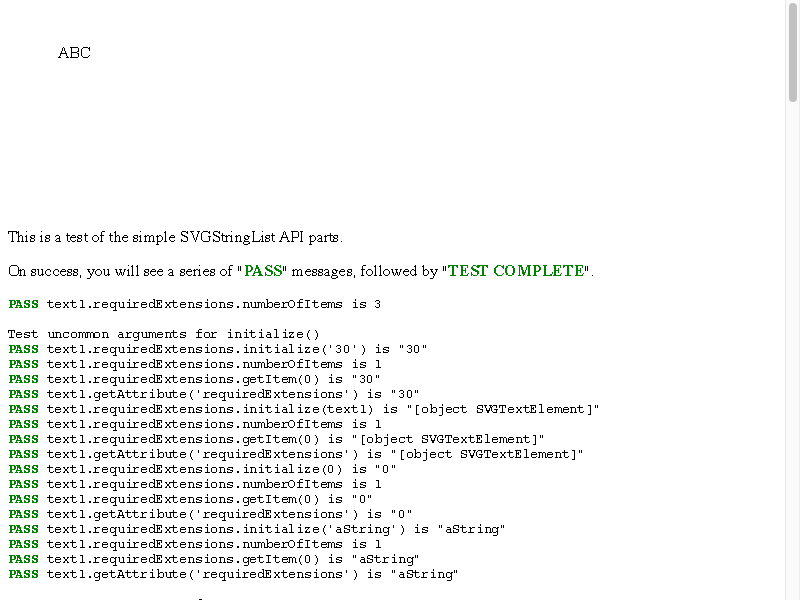 ABC
This is a test of the simple SVGStringList API parts.
On success, you will see a series of "PASS" messages, followed by "TEST COMPLETE".
PASS text1.requiredExtensions.numberOfItems is 3
Test uncommon arguments for initialize()
PASS text1.requiredExtensions.initialize('30') is "30"
PASS text1.requiredExtensions.numberOfItems is 1
PASS text1.requiredExtensions.getItem(0) is "30"
PASS text1.getAttribute('requiredExtensions') is "30"
PASS text1.requiredExtensions.initialize(text1) is "[object SVGTextElement]"
PASS text1.requiredExtensions.numberOfItems is 1
PASS text1.requiredExtensions.getItem(0) is "[object SVGTextElement]"
PASS text1.getAttribute('requiredExtensions') is "[object SVGTextElement]"
PASS text1.requiredExtensions.initialize(0) is "0"
PASS text1.requiredExtensions.numberOfItems is 1
PASS text1.requiredExtensions.getItem(0) is "0"
PASS text1.getAttribute('requiredExtensions') is "0"
PASS text1.requiredExtensions.initialize('aString') is "aString"
PASS text1.requiredExtensions.numberOfItems is 1
PASS text1.requiredExtensions.getItem(0) is "aString"
PASS text1.getAttribute('requiredExtensions') is "aString"